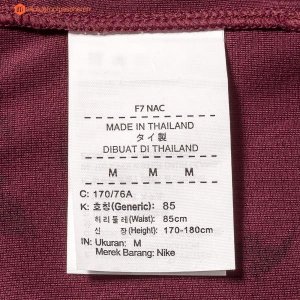 F7 NAC
MADE IN THAILAND
タイ製
DIBUAT DI THAILAND
M M M
C: 170/76A
K: 호칭(Generic): 85
허리둘레(Waist): 85cm
신 장(Height): 170-180cm
IN: Ukuran: M
Merek Barang: Nike